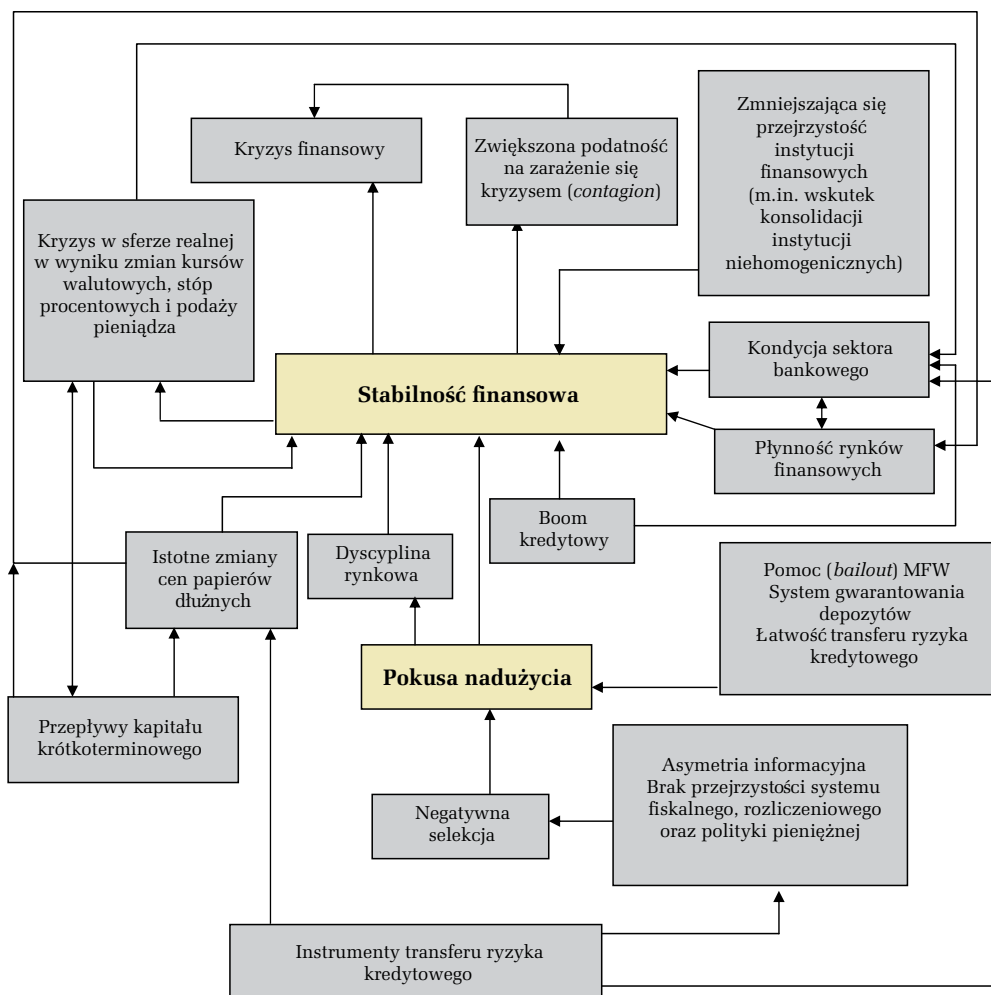 Kryzys finansowy
Zwiększona podatność
na zarażenie się
kryzysem (contagion)
Zmniejszająca się
przejrzystość
instytucji
finansowych
(m.in. wskutek
konsolidacji
instytucji
niehomogenicznych)
Kryzys w sferze realnej
w wyniku zmian kursów
walutowych, stóp
procentowych i podaży
pieniądza
Stabilność finansowa
Kondycja sektora
bankowego
Płynność rynków
finansowych
Boom
kredytowy
Istotne zmiany
cen papierów
dłużnych
Dyscyplina
rynkowa
Pomoc (bailout) MFW
System gwarantowania
depozytów
Łatwość transferu ryzyka
kredytowego
Pokusa nadużycia
Przepływy kapitału
krótkoterminowego
Asymetria informacyjna
Brak przejrzystości systemu
fiskalnego, rozliczeniowego
oraz polityki pieniężnej
Negatywna
selekcja
Instrumenty transferu ryzyka
kredytowego